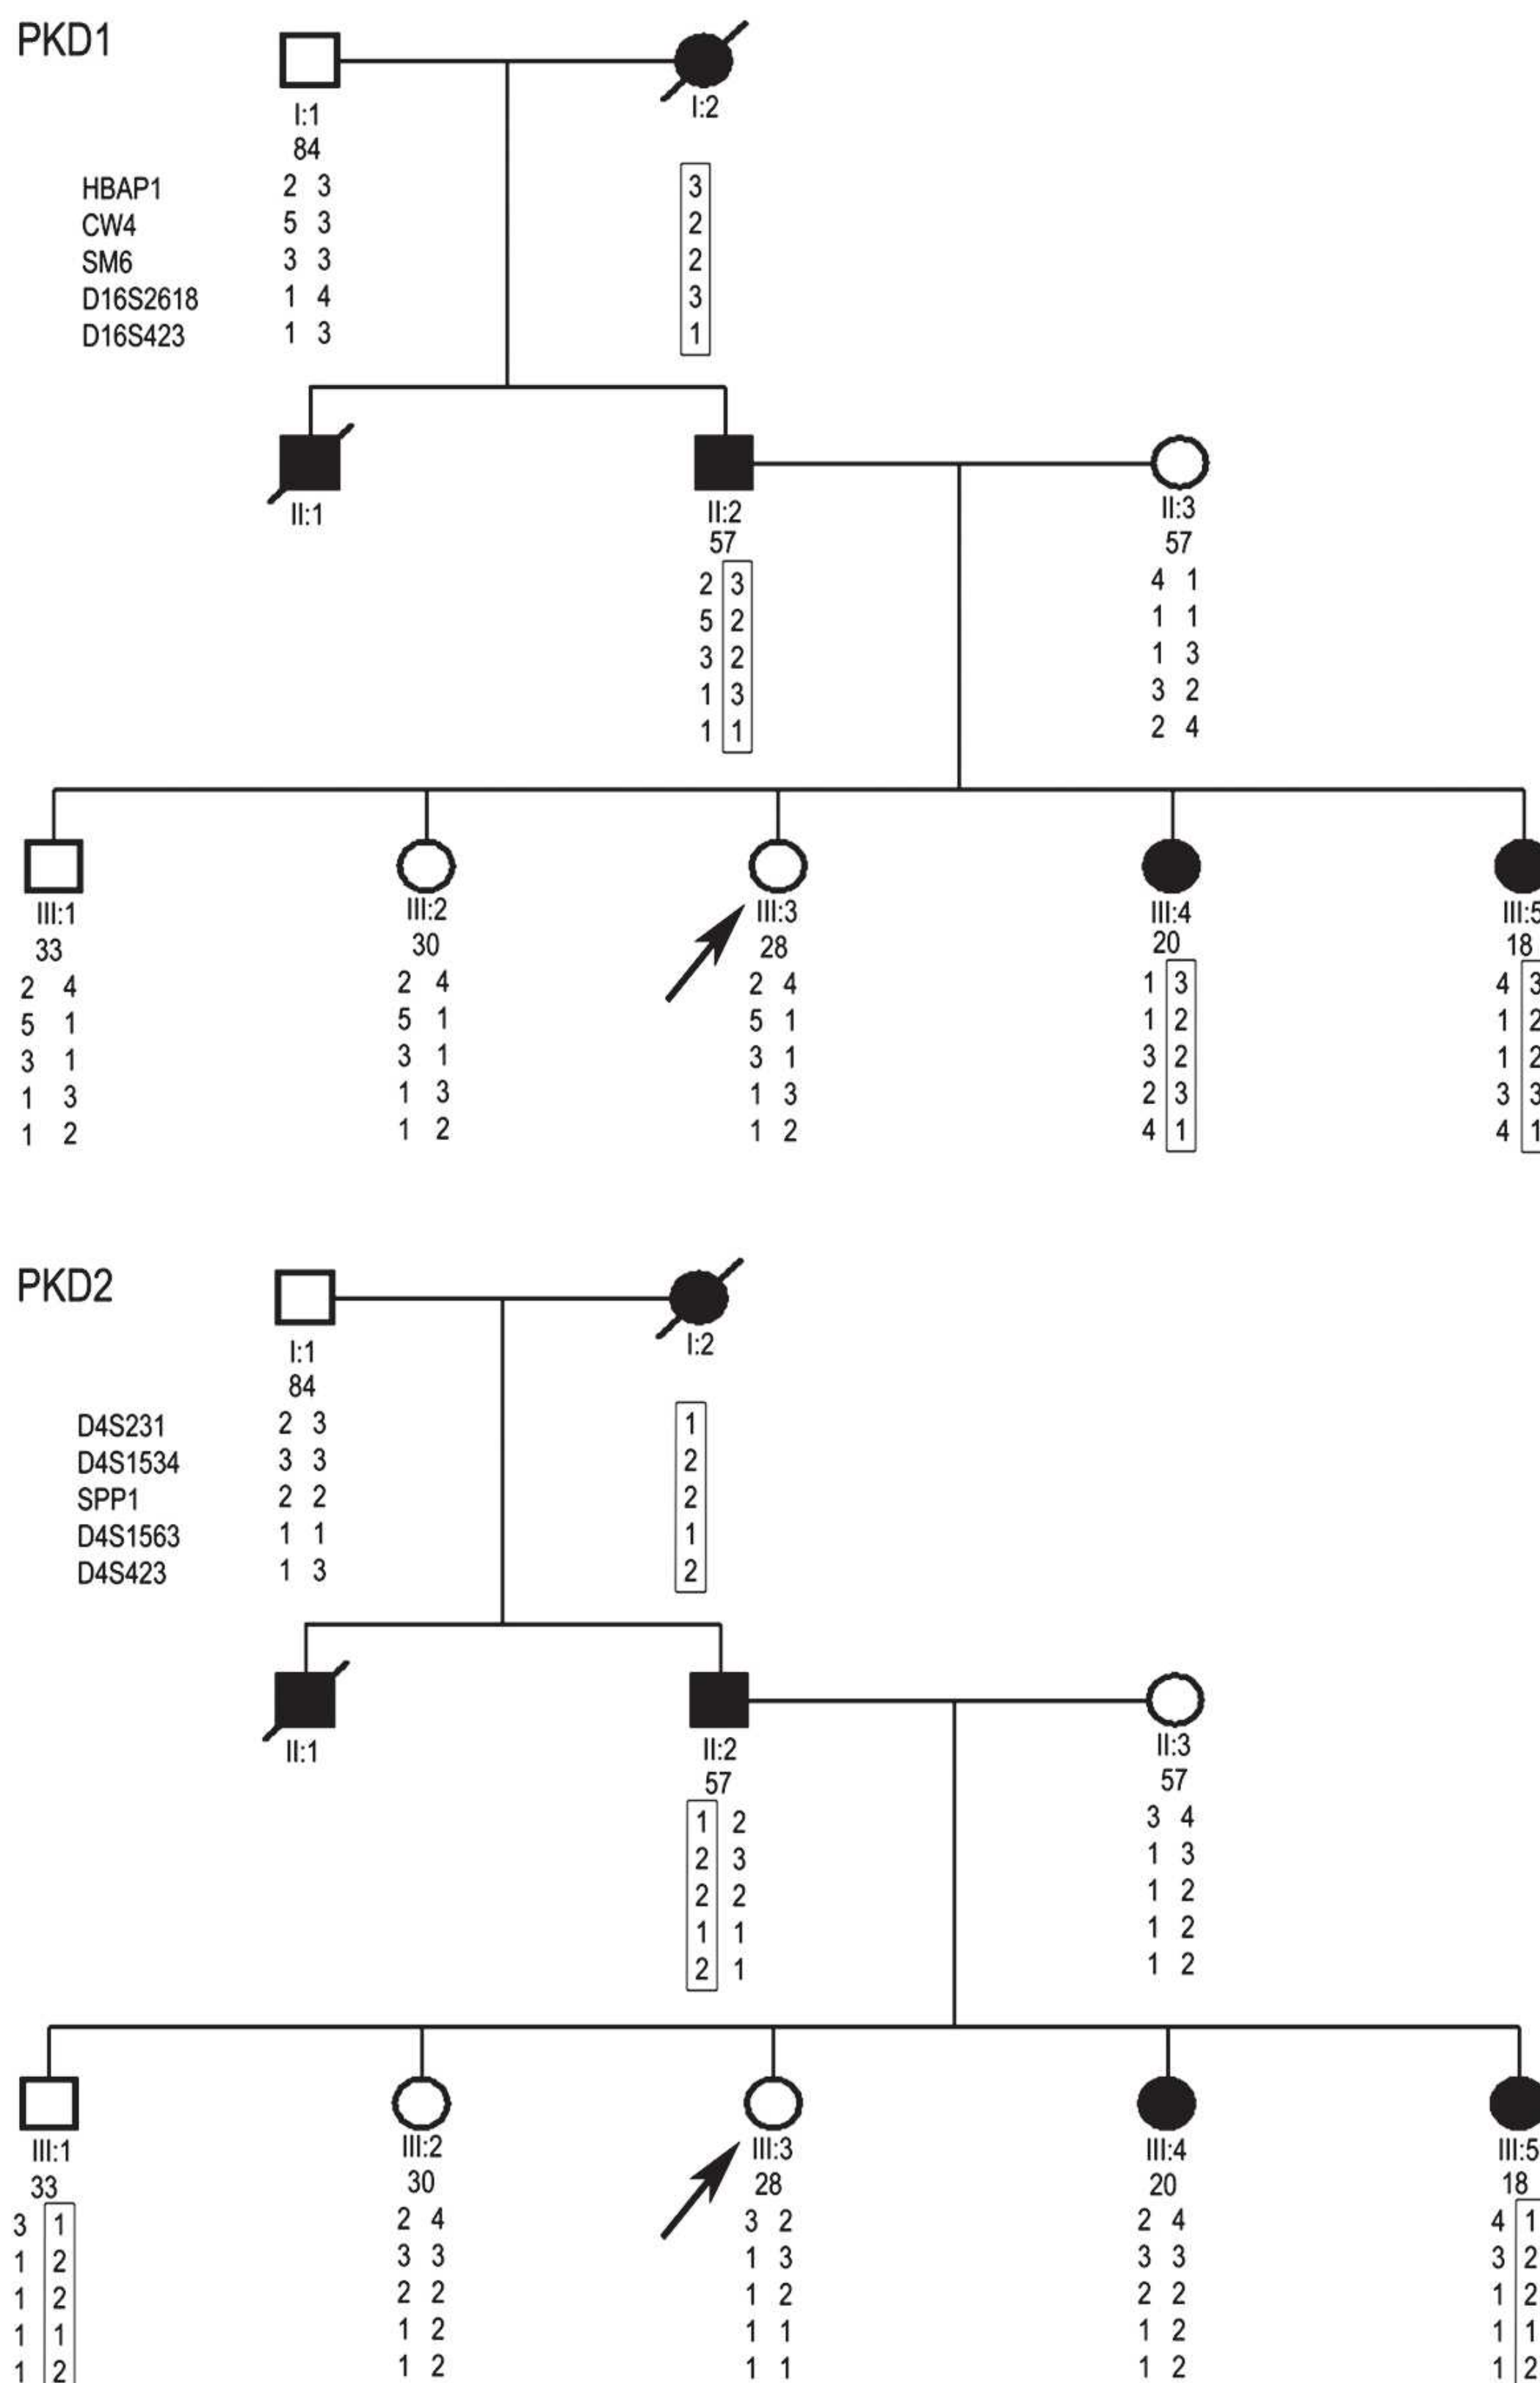 PKD1
I:1 I:2
84
HBAP1 2 3 3
CW4 5 3 2
SM6 3 3 2
D16S2618 1 4 3
D16S423 1 3 1
II:1 II:2 II:3
57 57
2 3 4 1
5 2 1 1
3 2 1 3
1 3 3 2
1 1 2 4
III:1 III:2 III:3 III:4 III:5
33 30 28 20 18
2 4 2 4 2 4 1 3 4 3
5 1 5 1 5 1 1 2 1 2
3 1 3 1 3 1 3 2 1 2
1 3 1 3 1 3 2 3 3 3
1 2 1 2 1 2 4 1 4 1
PKD2
I:1 I:2
84
D4S231 2 3 1
D4S1534 3 3 2
SPP1 2 2 2
D4S1563 1 1 1
D4S423 1 3 2
II:1 II:2 II:3
57 57
1 2 3 4
2 3 1 3
2 2 1 2
1 1 1 2
2 1 1 2
III:1 III:2 III:3 III:4 III:5
33 30 28 20 18
3 1 2 4 3 2 2 4 4 1
1 2 3 3 1 3 3 3 3 2
1 2 2 2 1 2 2 2 1 2
1 1 1 2 1 1 1 2 1 1
1 2 1 2 1 1 1 2 1 2